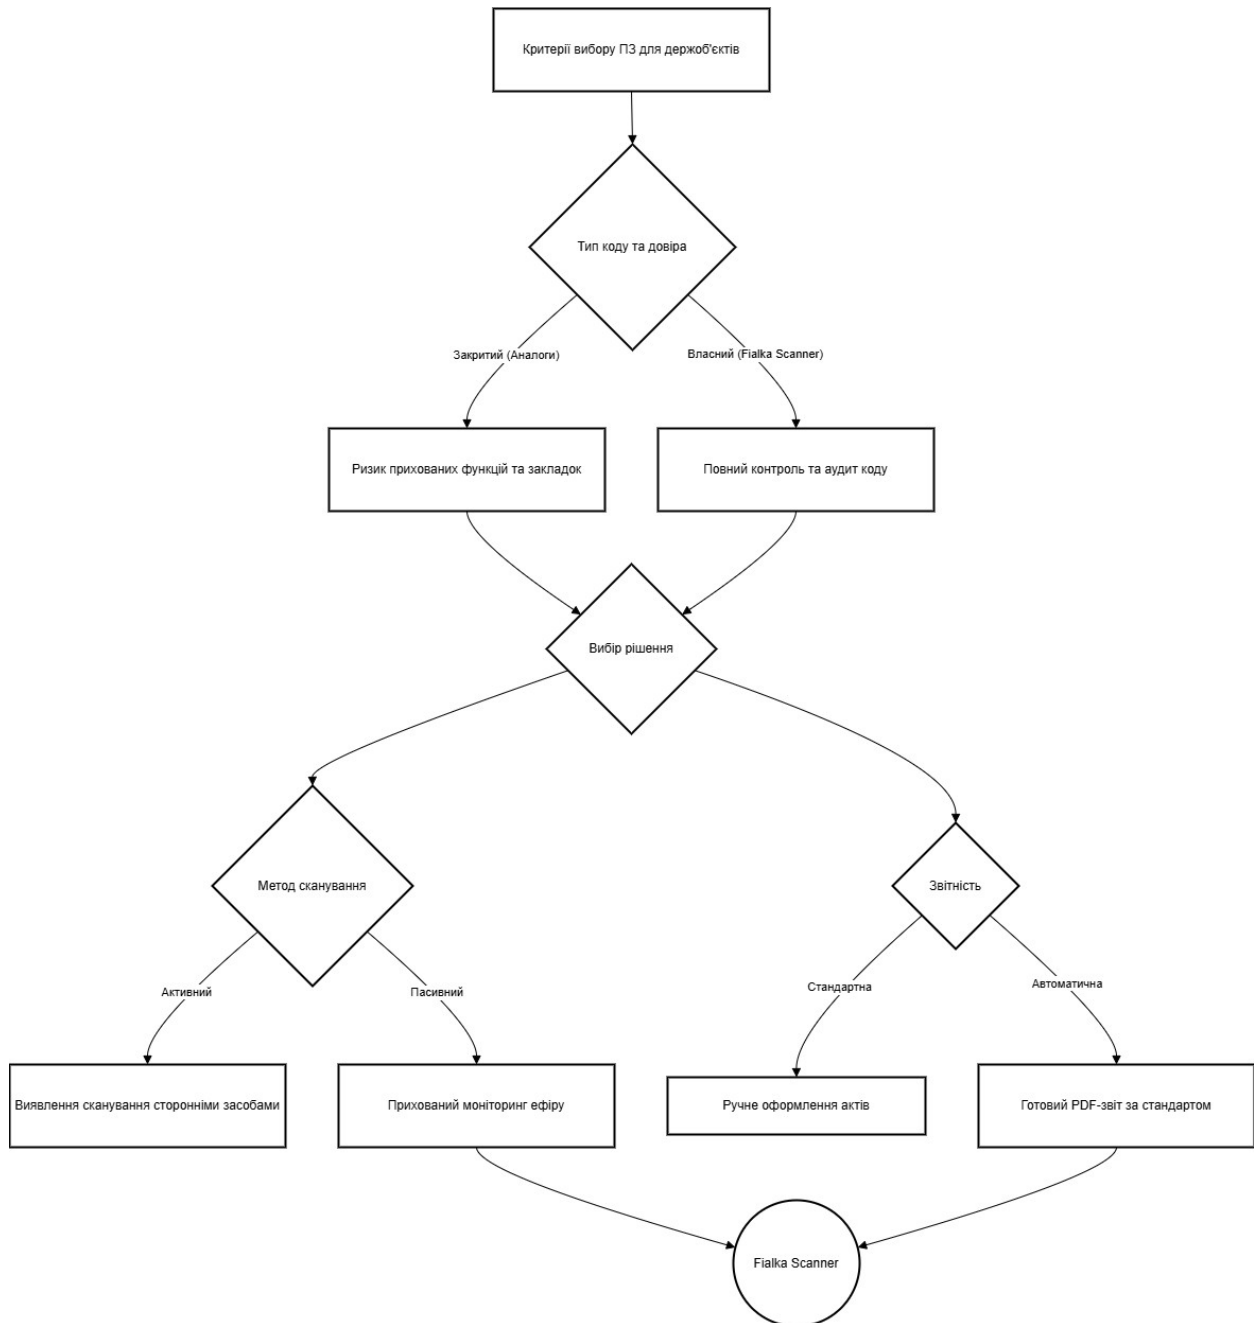 Критерії вибору ПЗ для держоб'єктів
Тип коду та довіра
Закритий (Аналоги)
Власний (Fialka Scanner)
Ризик прихованих функцій та закладок
Повний контроль та аудит коду
Вибір рішення
Метод сканування
Звітність
Активний
Пасивний
Стандартна
Автоматична
Виявлення сканування сторонніми засобами
Прихований моніторинг ефіру
Ручне оформлення актів
Готовий PDF-звіт за стандартом
Fialka Scanner